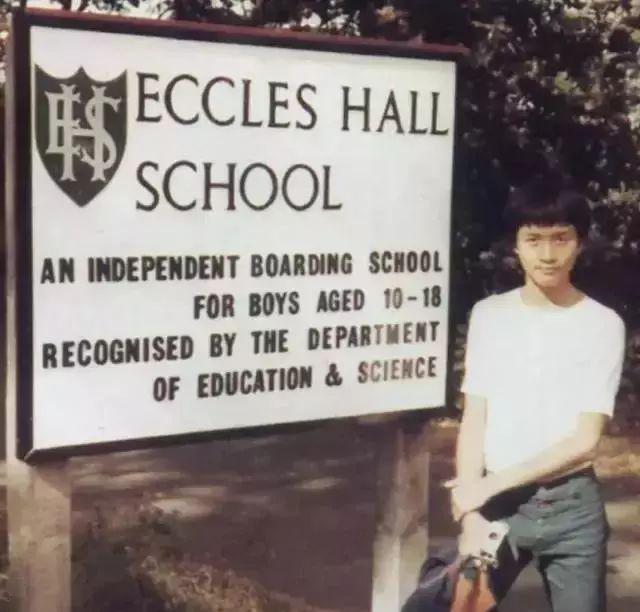 EHS
ECCLES HALL
SCHOOL
AN INDEPENDENT BOARDING SCHOOL
FOR BOYS AGED 10-18
RECOGNISED BY THE DEPARTMENT
OF EDUCATION & SCIENCE